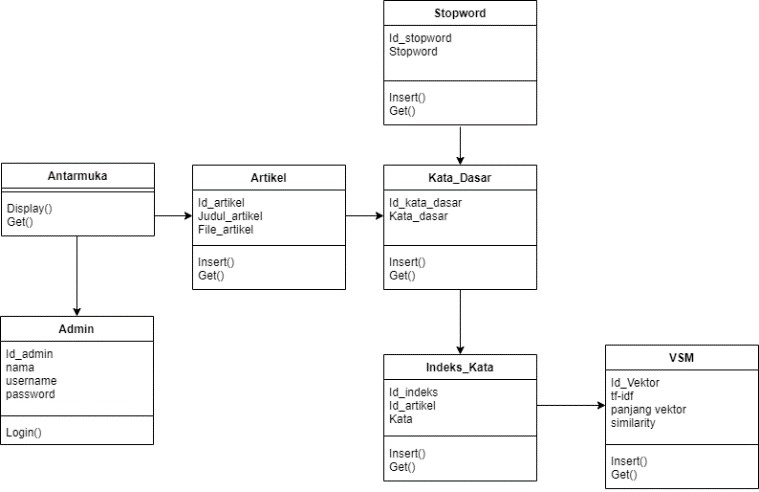 Stopword
Id_stopword
Stopword
Insert()
Get()
Antarmuka
Display()
Get()
Artikel
Id_artikel
Judul_artikel
File_artikel
Insert()
Get()
Kata_Dasar
Id_kata_dasar
Kata_dasar
Insert()
Get()
Admin
Id_admin
nama
username
password
Login()
Indeks_Kata
Id_indeks
Id_artikel
Kata
Insert()
Get()
VSM
Id_Vektor
tf-idf
panjang vektor
similarity
Insert()
Get()